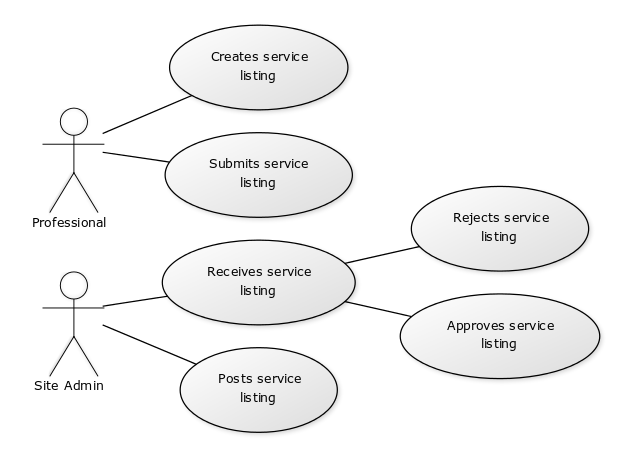 Creates service
listing
Submits service
listing
Professional
Rejects service
listing
Receives service
listing
Approves service
listing
Site Admin
Posts service
listing